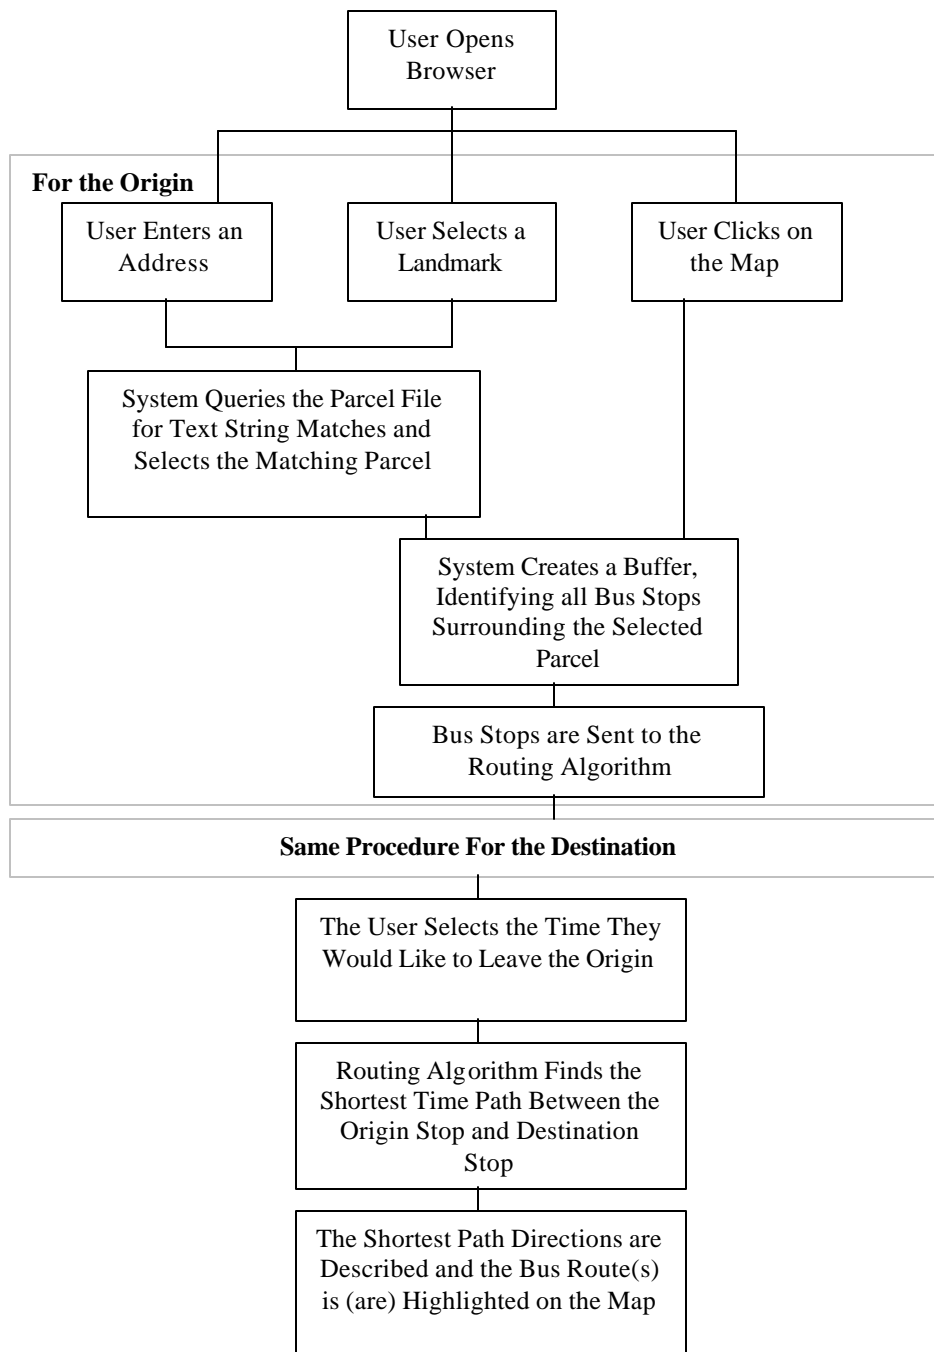 User Opens
Browser
For the Origin
User Enters an
Address
User Selects a
Landmark
User Clicks on
the Map
System Queries the Parcel File
for Text String Matches and
Selects the Matching Parcel
System Creates a Buffer,
Identifying all Bus Stops
Surrounding the Selected
Parcel
Bus Stops are Sent to the
Routing Algorithm
Same Procedure For the Destination
The User Selects the Time They
Would Like to Leave the Origin
Routing Algorithm Finds the
Shortest Time Path Between the
Origin Stop and Destination
Stop
The Shortest Path Directions are
Described and the Bus Route(s)
is (are) Highlighted on the Map